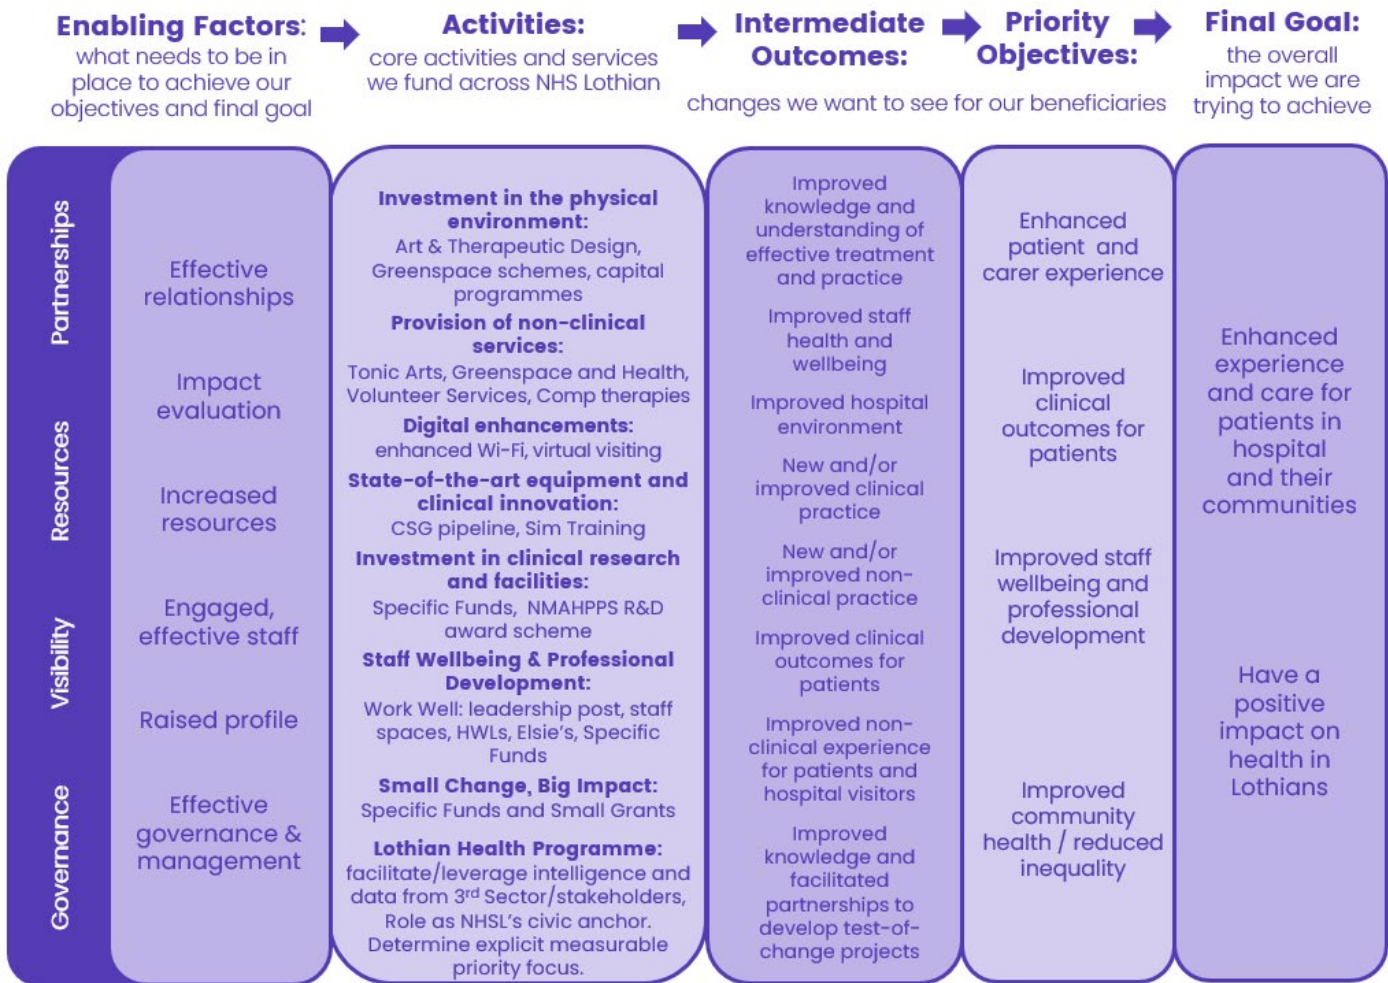 Enabling Factors:
what needs to be in
place to achieve our
objectives and final goal
Activities:
core activities and services
we fund across NHS Lothian
Intermediate
Outcomes:
Priority
Objectives:
changes we want to see for our beneficiaries
Final Goal:
the overall
impact we are
trying to achieve
Partnerships
Resources
Visibility
Governance
Effective
relationships
Impact
evaluation
Increased
resources
Engaged,
effective staff
Raised profile
Effective
governance &
management
Investment in the physical
environment:
Art & Therapeutic Design,
Greenspace schemes, capital
programmes
Provision of non-clinical
services:
Tonic Arts, Greenspace and Health,
Volunteer Services, Comp therapies
Digital enhancements:
enhanced Wi-Fi, virtual visiting
State-of-the-art equipment and
clinical innovation:
CSG pipeline, Sim Training
Investment in clinical research
and facilities:
Specific Funds, NMAHPPS R&D
award scheme
Staff Wellbeing & Professional
Development:
Work Well: leadership post, staff
spaces, HWLs, Elsie's, Specific
Funds
Small Change, Big Impact:
Specific Funds and Small Grants
Lothian Health Programme:
facilitate/leverage intelligence and
data from 3rd Sector/stakeholders,
Role as NHSL's civic anchor.
Determine explicit measurable
priority focus.
Improved
knowledge and
understanding of
effective treatment
and practice
Improved staff
health and
wellbeing
Improved hospital
environment
New and/or
improved clinical
practice
New and/or
improved non-
clinical practice
Improved clinical
outcomes for
patients
Improved non-
clinical experience
for patients and
hospital visitors
Improved
knowledge and
facilitated
partnerships to
develop test-of-
change projects
Enhanced
patient and
carer experience
Improved
clinical
outcomes for
patients
Improved staff
wellbeing and
professional
development
Improved
community
health / reduced
inequality
Enhanced
experience
and care for
patients in
hospital
and their
communities
Have a
positive
impact on
health in
Lothians